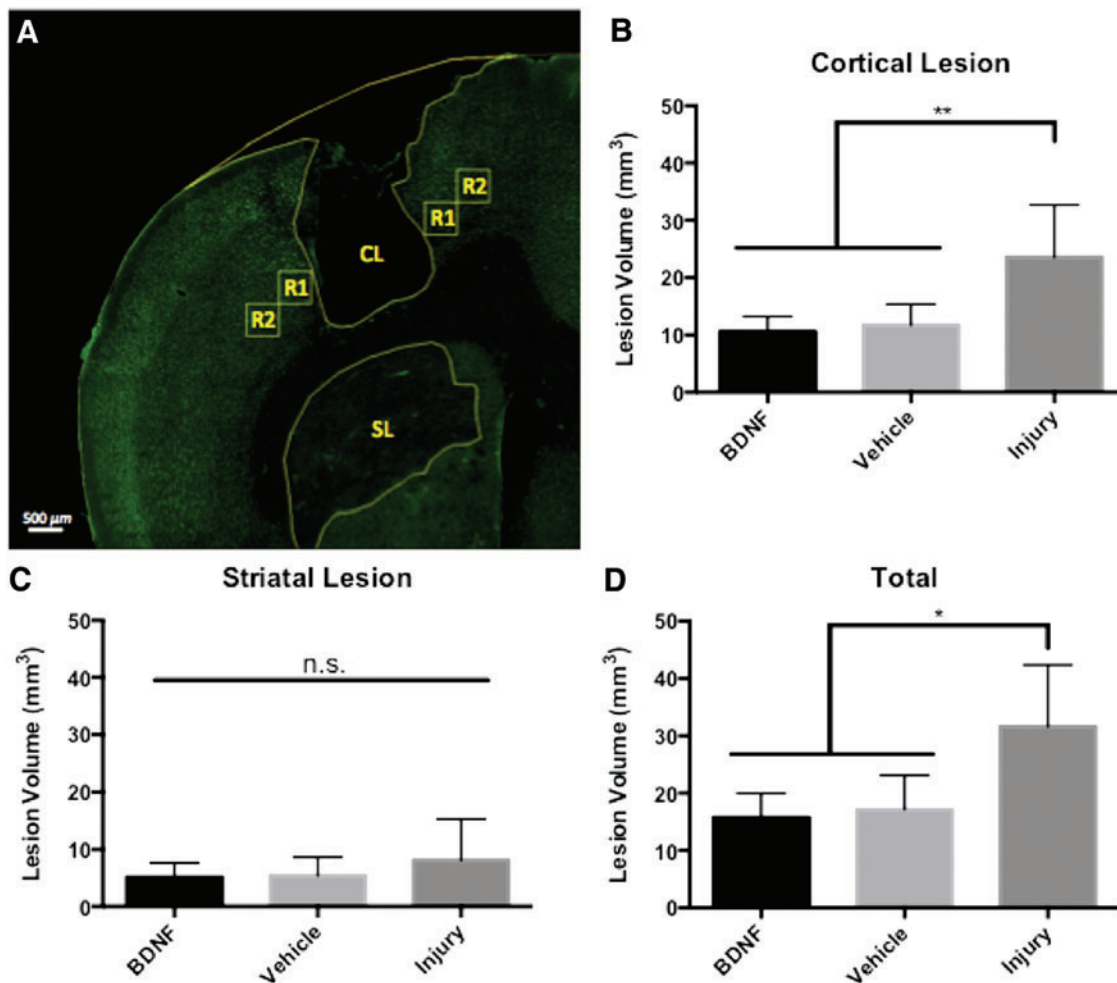 A
R2
R1
CL
R1
R2
SL
500 µm
B
Cortical Lesion
**
Lesion Volume (mm³)
50
40
30
20
10
0
BDNF
Vehicle
Injury
C
Striatal Lesion
n.s.
Lesion Volume (mm³)
50
40
30
20
10
0
BDNF
Vehicle
Injury
D
Total
*
Lesion Volume (mm³)
50
40
30
20
10
0
BDNF
Vehicle
Injury